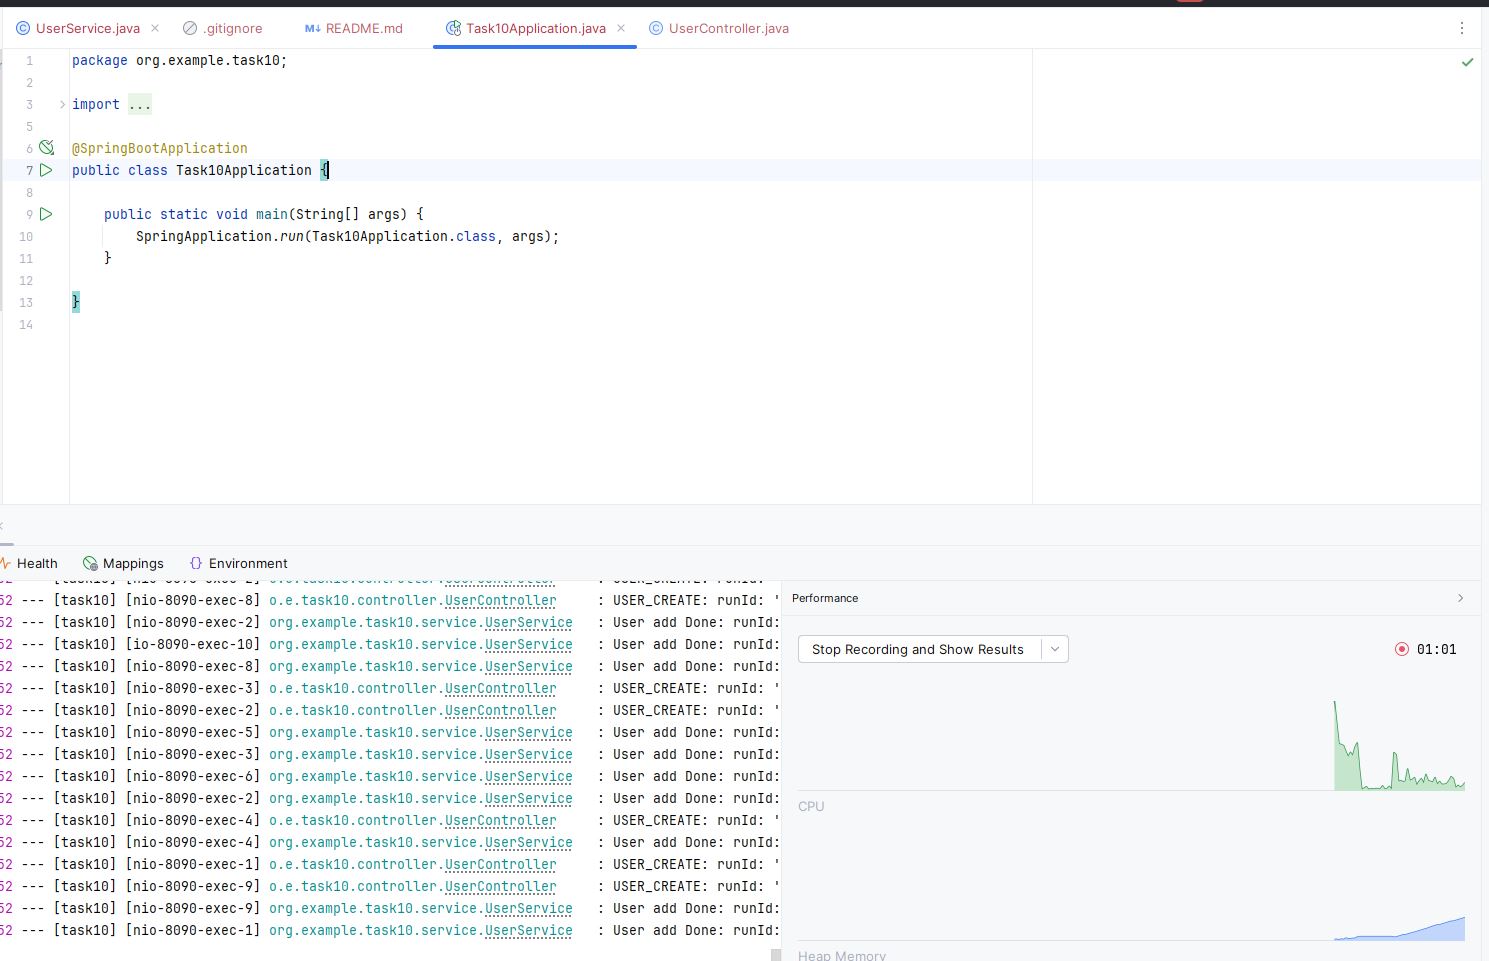 UserService.java .gitignore M↓ README.md Task10Application.java UserController.java
1 package org.example.task10;
2
3 import ...
5
6 @SpringBootApplication
7 public class Task10Application {
8
9 public static void main(String[] args) {
10 SpringApplication.run(Task10Application.class, args);
11 }
12
13 }
14
Health Mappings Environment
52 --- [task10] [nio-8090-exec-2] o.e.task10.controller.UserController : USER_CREATE: runId: '
52 --- [task10] [nio-8090-exec-8] o.e.task10.controller.UserController : USER_CREATE: runId: '
52 --- [task10] [nio-8090-exec-2] org.example.task10.service.UserService : User add Done: runId:
52 --- [task10] [io-8090-exec-10] org.example.task10.service.UserService : User add Done: runId:
52 --- [task10] [nio-8090-exec-8] org.example.task10.service.UserService : User add Done: runId:
52 --- [task10] [nio-8090-exec-3] o.e.task10.controller.UserController : USER_CREATE: runId: '
52 --- [task10] [nio-8090-exec-2] o.e.task10.controller.UserController : USER_CREATE: runId: '
52 --- [task10] [nio-8090-exec-5] org.example.task10.service.UserService : User add Done: runId:
52 --- [task10] [nio-8090-exec-3] org.example.task10.service.UserService : User add Done: runId:
52 --- [task10] [nio-8090-exec-6] org.example.task10.service.UserService : User add Done: runId:
52 --- [task10] [nio-8090-exec-2] org.example.task10.service.UserService : User add Done: runId:
52 --- [task10] [nio-8090-exec-4] o.e.task10.controller.UserController : USER_CREATE: runId: '
52 --- [task10] [nio-8090-exec-4] org.example.task10.service.UserService : User add Done: runId:
52 --- [task10] [nio-8090-exec-1] o.e.task10.controller.UserController : USER_CREATE: runId: '
52 --- [task10] [nio-8090-exec-9] o.e.task10.controller.UserController : USER_CREATE: runId: '
52 --- [task10] [nio-8090-exec-9] org.example.task10.service.UserService : User add Done: runId:
52 --- [task10] [nio-8090-exec-1] org.example.task10.service.UserService : User add Done: runId:
Performance
Stop Recording and Show Results 01:01
CPU
Heap Memory